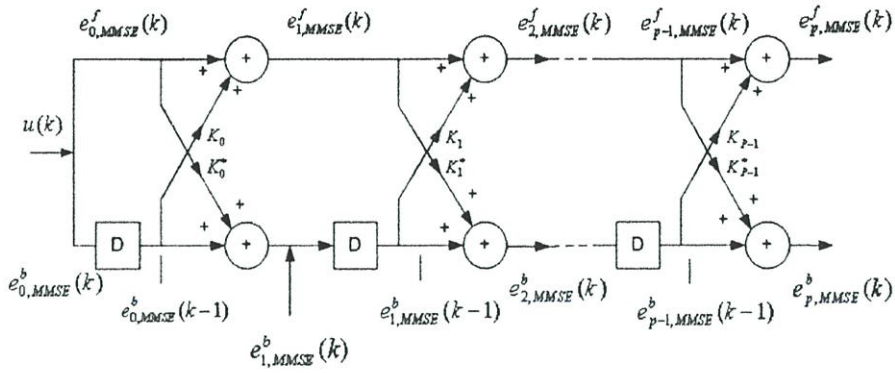 e^f_{0,MMSE}(k) e^f_{1,MMSE}(k) e^f_{2,MMSE}(k) e^f_{p-1,MMSE}(k) e^f_{p,MMSE}(k)
+ + + + + +
+ + +
u(k)
K_0 K_1 K_{P-1}
K_0^* K_1^* K_{P-1}^*
+ + +
+ + +
D + D + D +
e^b_{0,MMSE}(k) e^b_{0,MMSE}(k-1) e^b_{1,MMSE}(k-1) e^b_{2,MMSE}(k) e^b_{p-1,MMSE}(k-1) e^b_{p,MMSE}(k)
e^b_{1,MMSE}(k)